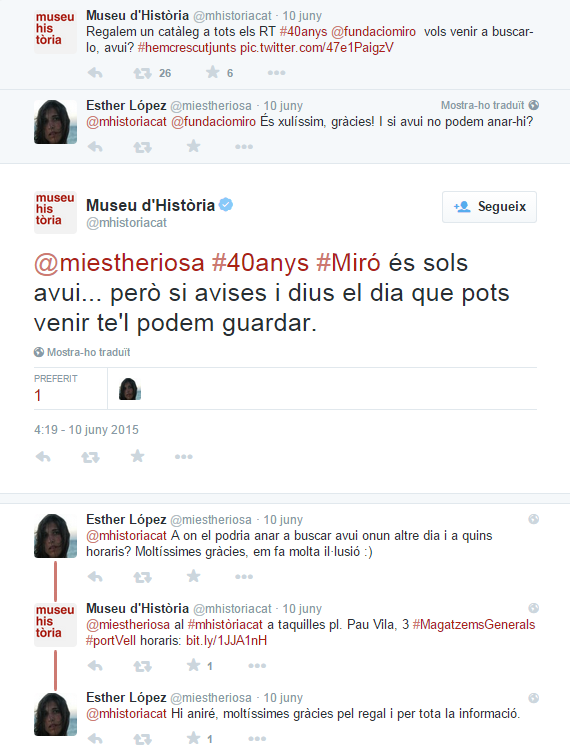 museu
his
tòria
Museu d'Història @mhistoriacat · 10 juny
Regalem un catàleg a tots els RT #40anys @fundaciomiro vols venir a buscar-
lo, avui? #hemcrescutjunts pic.twitter.com/47e1PaigzV
26 6
Esther López @miestheriosa · 10 juny Mostra-ho traduït
@mhistoriacat @fundaciomiro És xulíssim, gràcies! I si avui no podem anar-hi?
museu
his
tòria
Museu d'Història
@mhistoriacat
Segueix
@miestheriosa #40anys #Miró és sols
avui... però si avises i dius el dia que pots
venir te'l podem guardar.
Mostra-ho traduït
PREFERIT
1
4:19 - 10 juny 2015
Esther López @miestheriosa · 10 juny
@mhistoriacat A on el podria anar a buscar avui onun altre dia i a quins
horaris? Moltíssimes gràcies, em fa molta il·lusió :)
museu
his
tòria
Museu d'Història @mhistoriacat · 10 juny
@miestheriosa al #mhistòriacat a taquilles pl. Pau Vila, 3 #MagatzemsGenerals
#portVell horaris: bit.ly/1JJA1nH
1
Esther López @miestheriosa · 10 juny
@mhistoriacat Hi aniré, moltíssimes gràcies pel regal i per tota la informació.
1